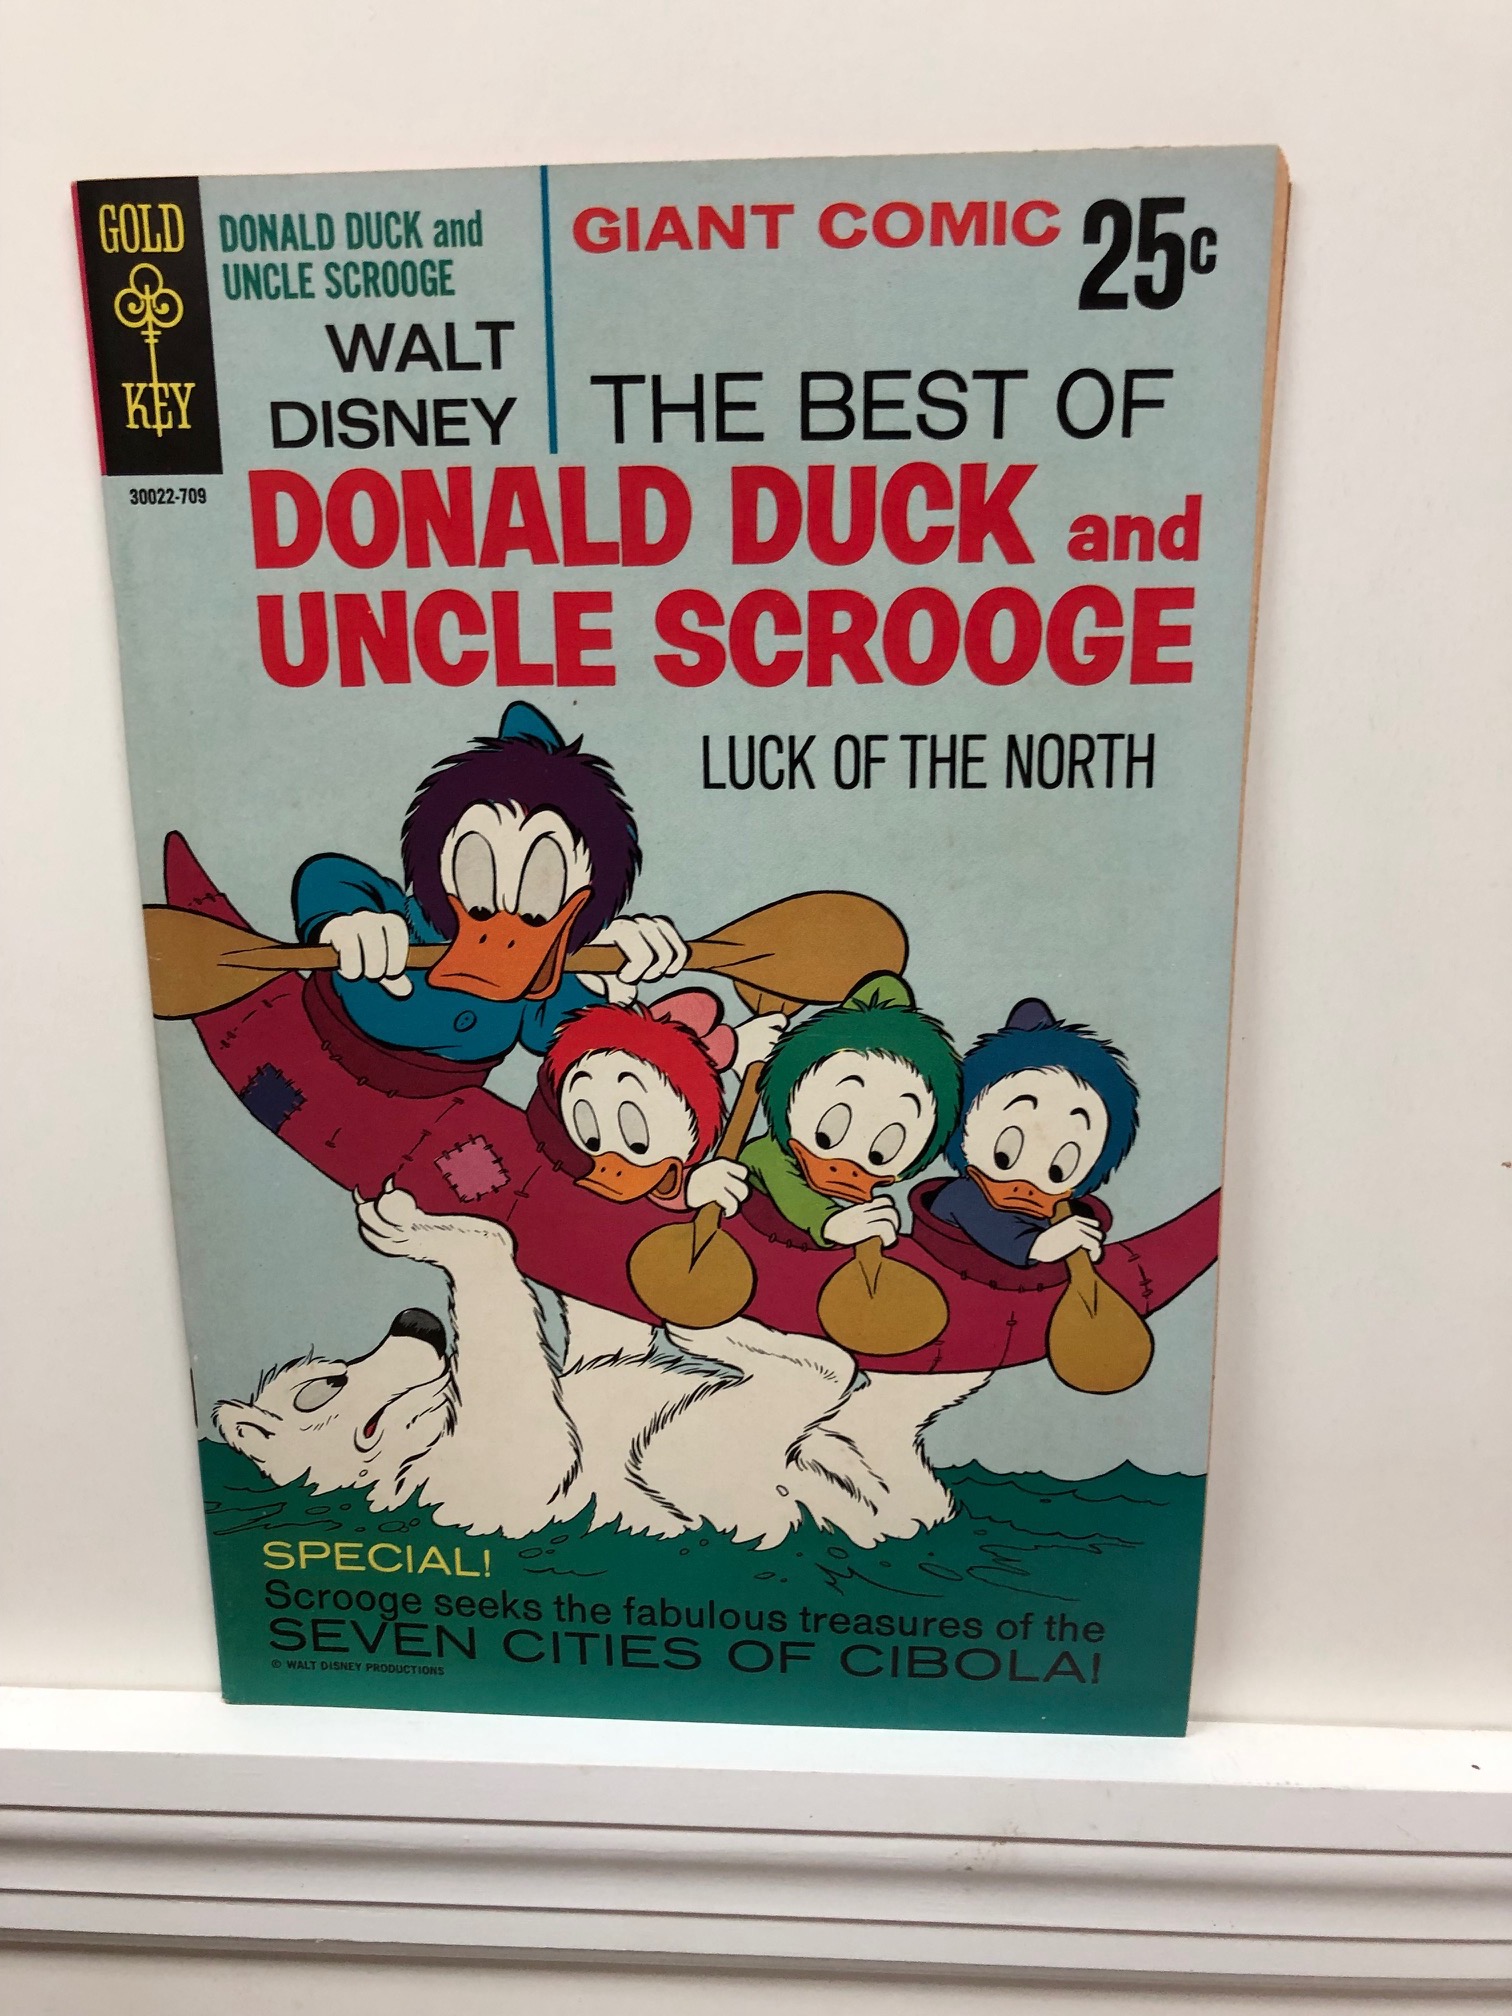 GOLD
KEY
DONALD DUCK and
UNCLE SCROOGE
WALT
DISNEY
GIANT COMIC 25c
THE BEST OF
30022-709
DONALD DUCK and
UNCLE SCROOGE
LUCK OF THE NORTH
SPECIAL!
Scrooge seeks the fabulous treasures of the
SEVEN CITIES OF CIBOLA!
© WALT DISNEY PRODUCTIONS